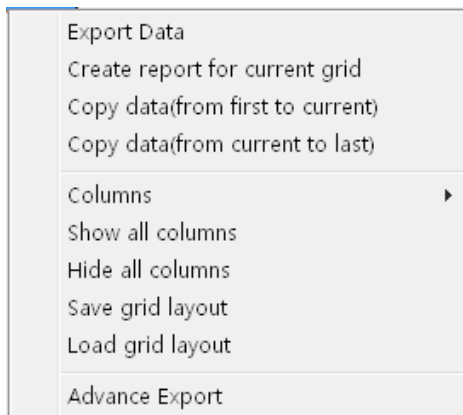 Export Data
Create report for current grid
Copy data(from first to current)
Copy data(from current to last)
Columns
Show all columns
Hide all columns
Save grid layout
Load grid layout
Advance Export